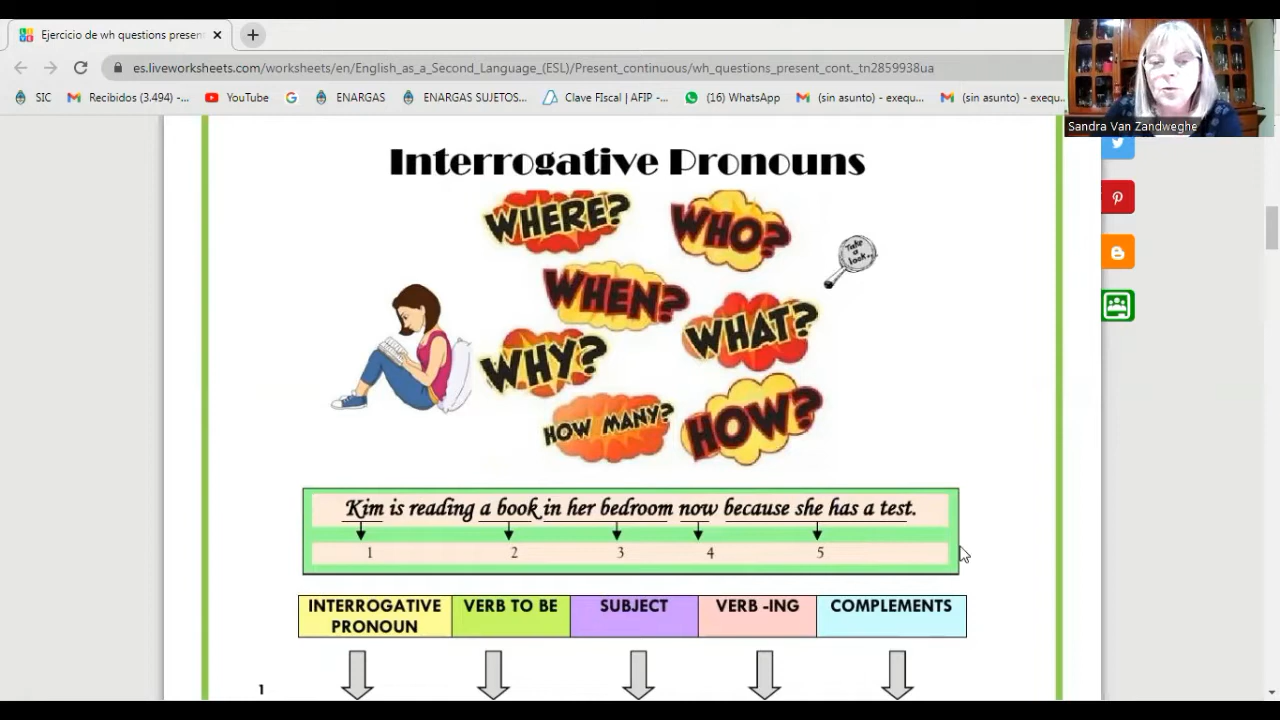 Ejercicio de wh questions presen
es.liveworksheets.com/worksheets/en/English_as_a_Second_Language_(ESL)/Present_continuous/wh_questions_present_cont._tn2859938ua
SIC Recibidos (3.494) -... YouTube ENARGAS ENARGAS SUJETOS... Clave FIscal | AFIP -... (16) WhatsApp (sin asunto) - exequ... (sin asunto) - exequ...
Sandra Van Zandweghe
Interrogative Pronouns
WHERE?
WHO?
Take
a
look...
WHEN?
WHAT?
WHY?
HOW MANY?
HOW?
Kim is reading a book in her bedroom now because she has a test.
1 2 3 4 5
INTERROGATIVE PRONOUN
VERB TO BE
SUBJECT
VERB -ING
COMPLEMENTS
1